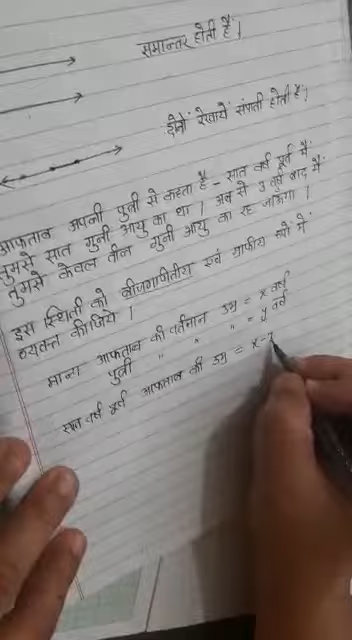 समान्तर होती हैं।
दोनों रेखायें संपाती होती हैं।
आफताब अपनी पुत्री से कहता है - सात वर्ष पूर्व मैं
तुमसे सात गुनी आयु का था। अब से 3 वर्ष बाद मैं
तुमसे केवल तीन गुनी आयु का रह जाऊँगा।
इस स्थिती को बीजगणितीय एवं ग्राफीय रूपों में
व्यक्त कीजिये।
माना आफताब की वर्तमान उम्र = x वर्ष
पुत्री " " " = y वर्ष
सात वर्ष पूर्व आफताब की उम्र = x-7